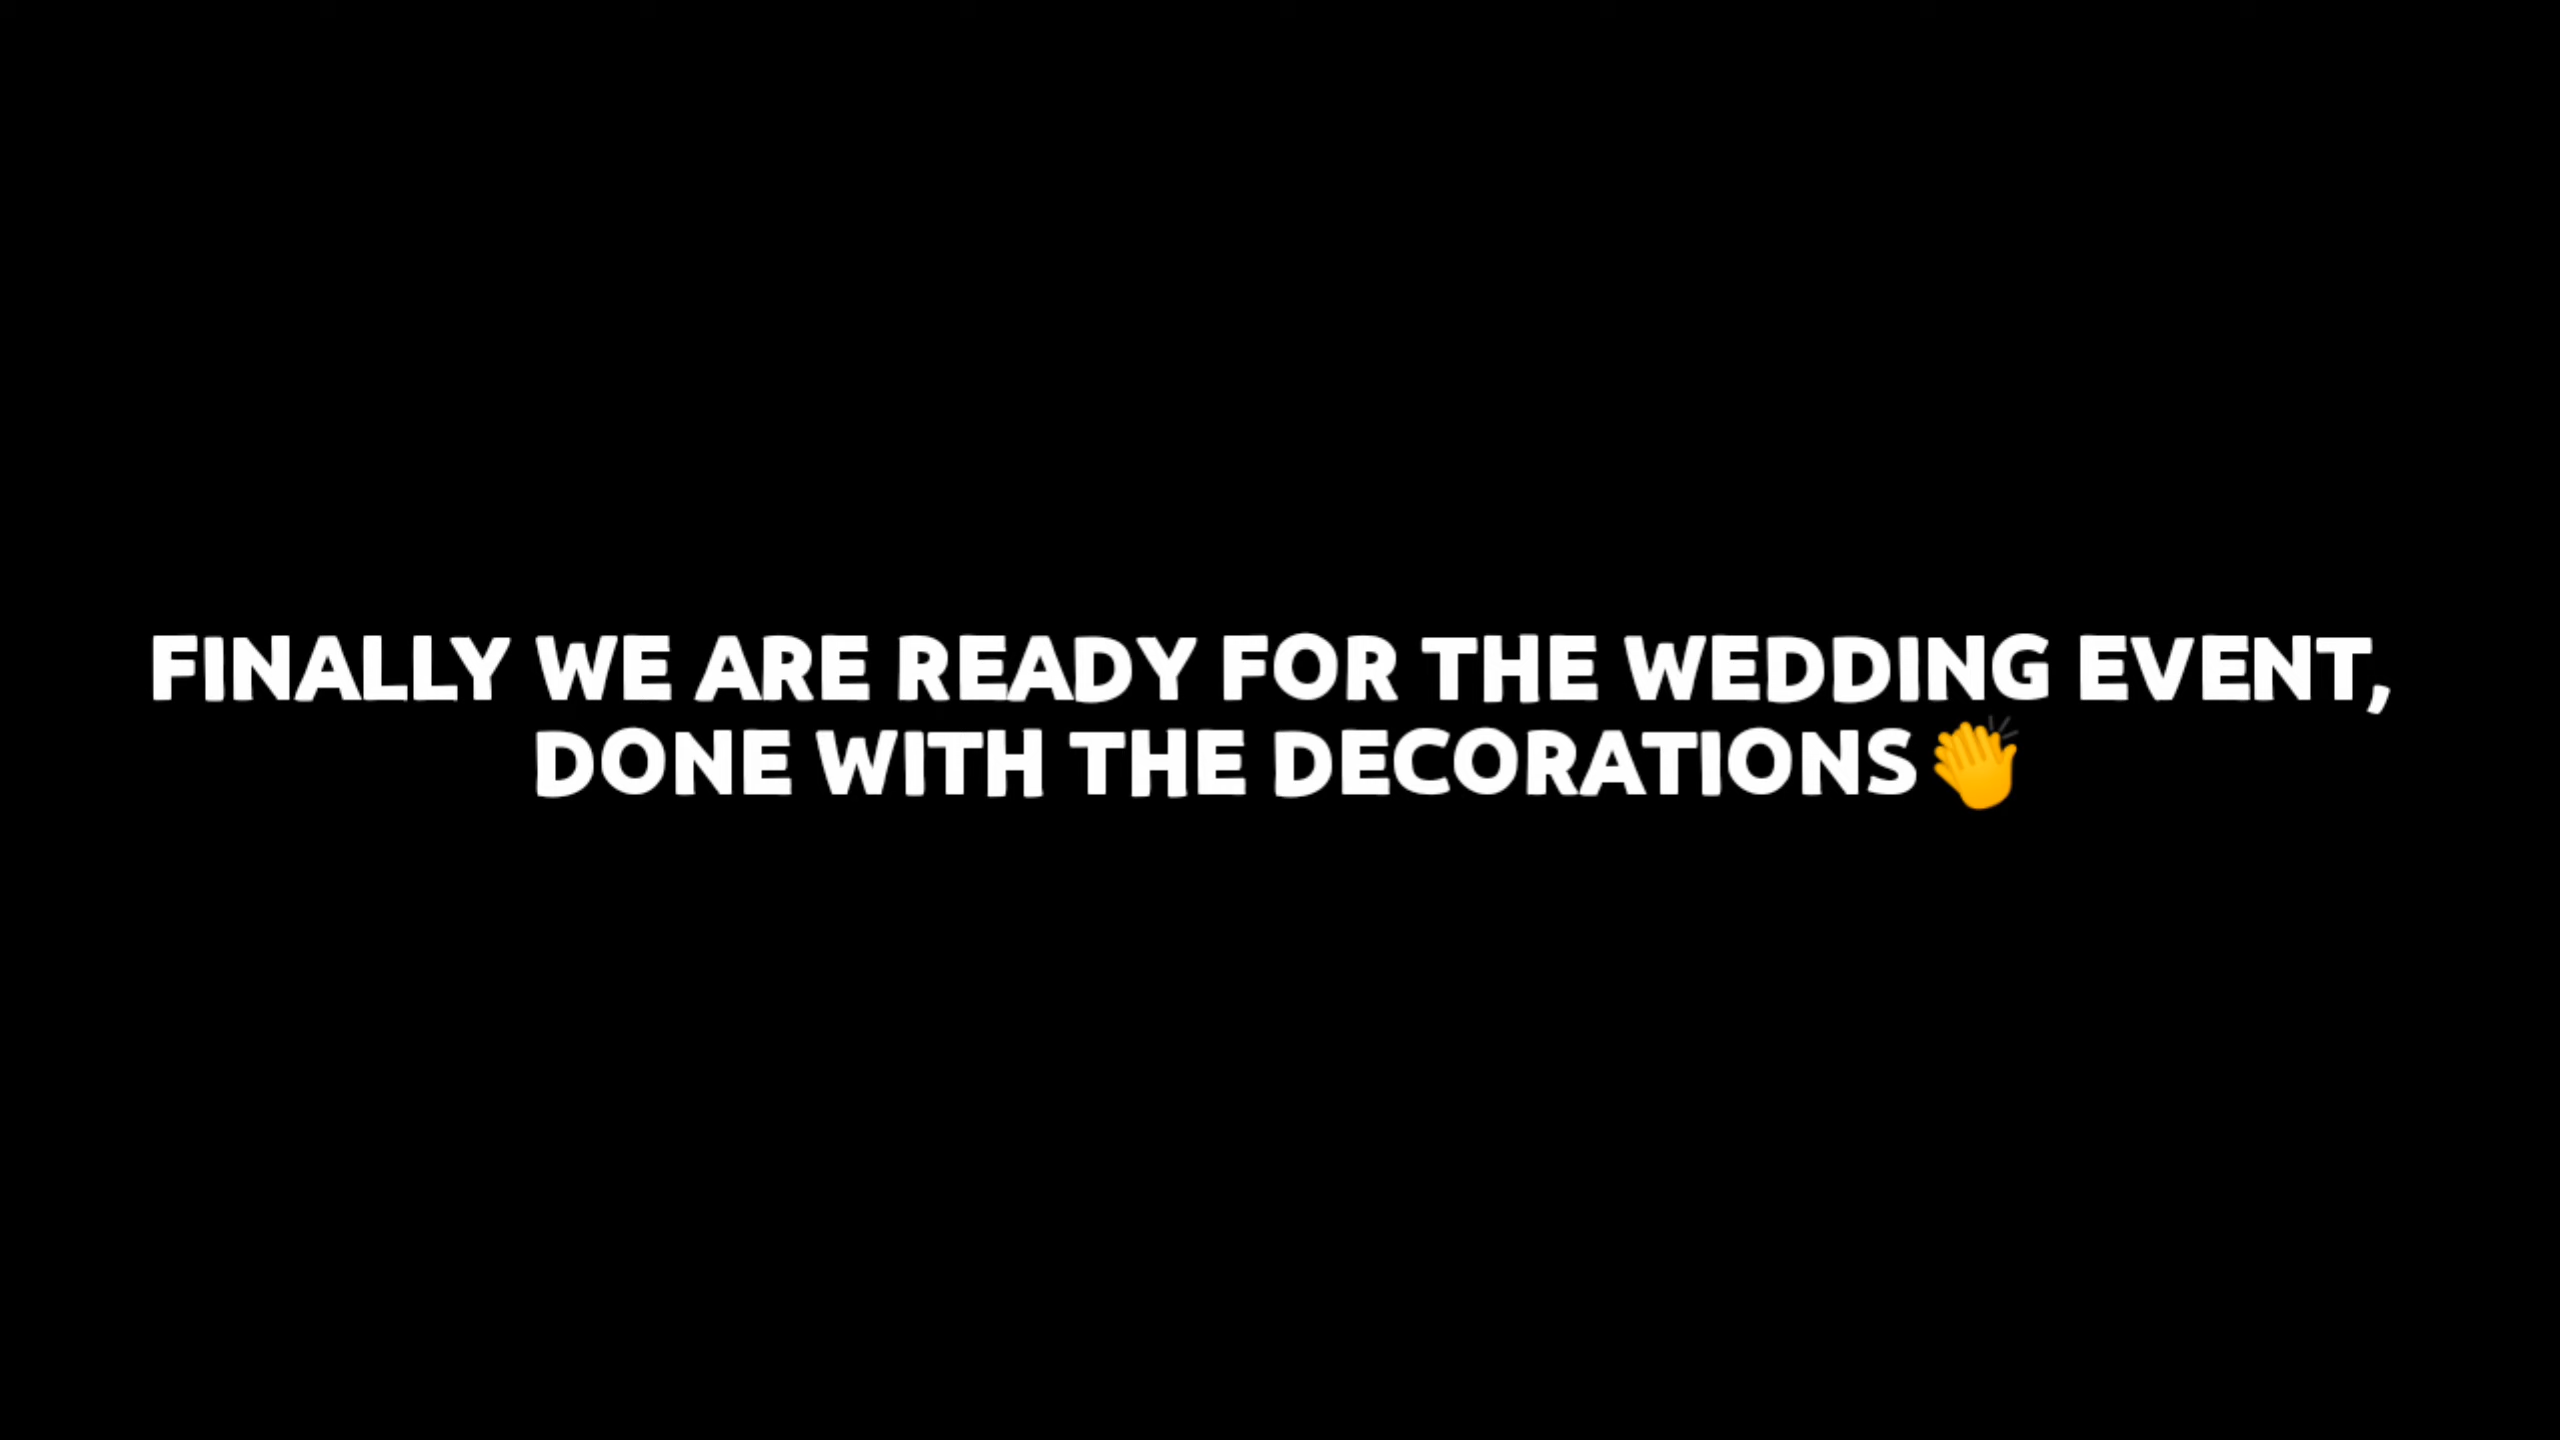 FINALLY WE ARE READY FOR THE WEDDING EVENT,
DONE WITH THE DECORATIONS👏